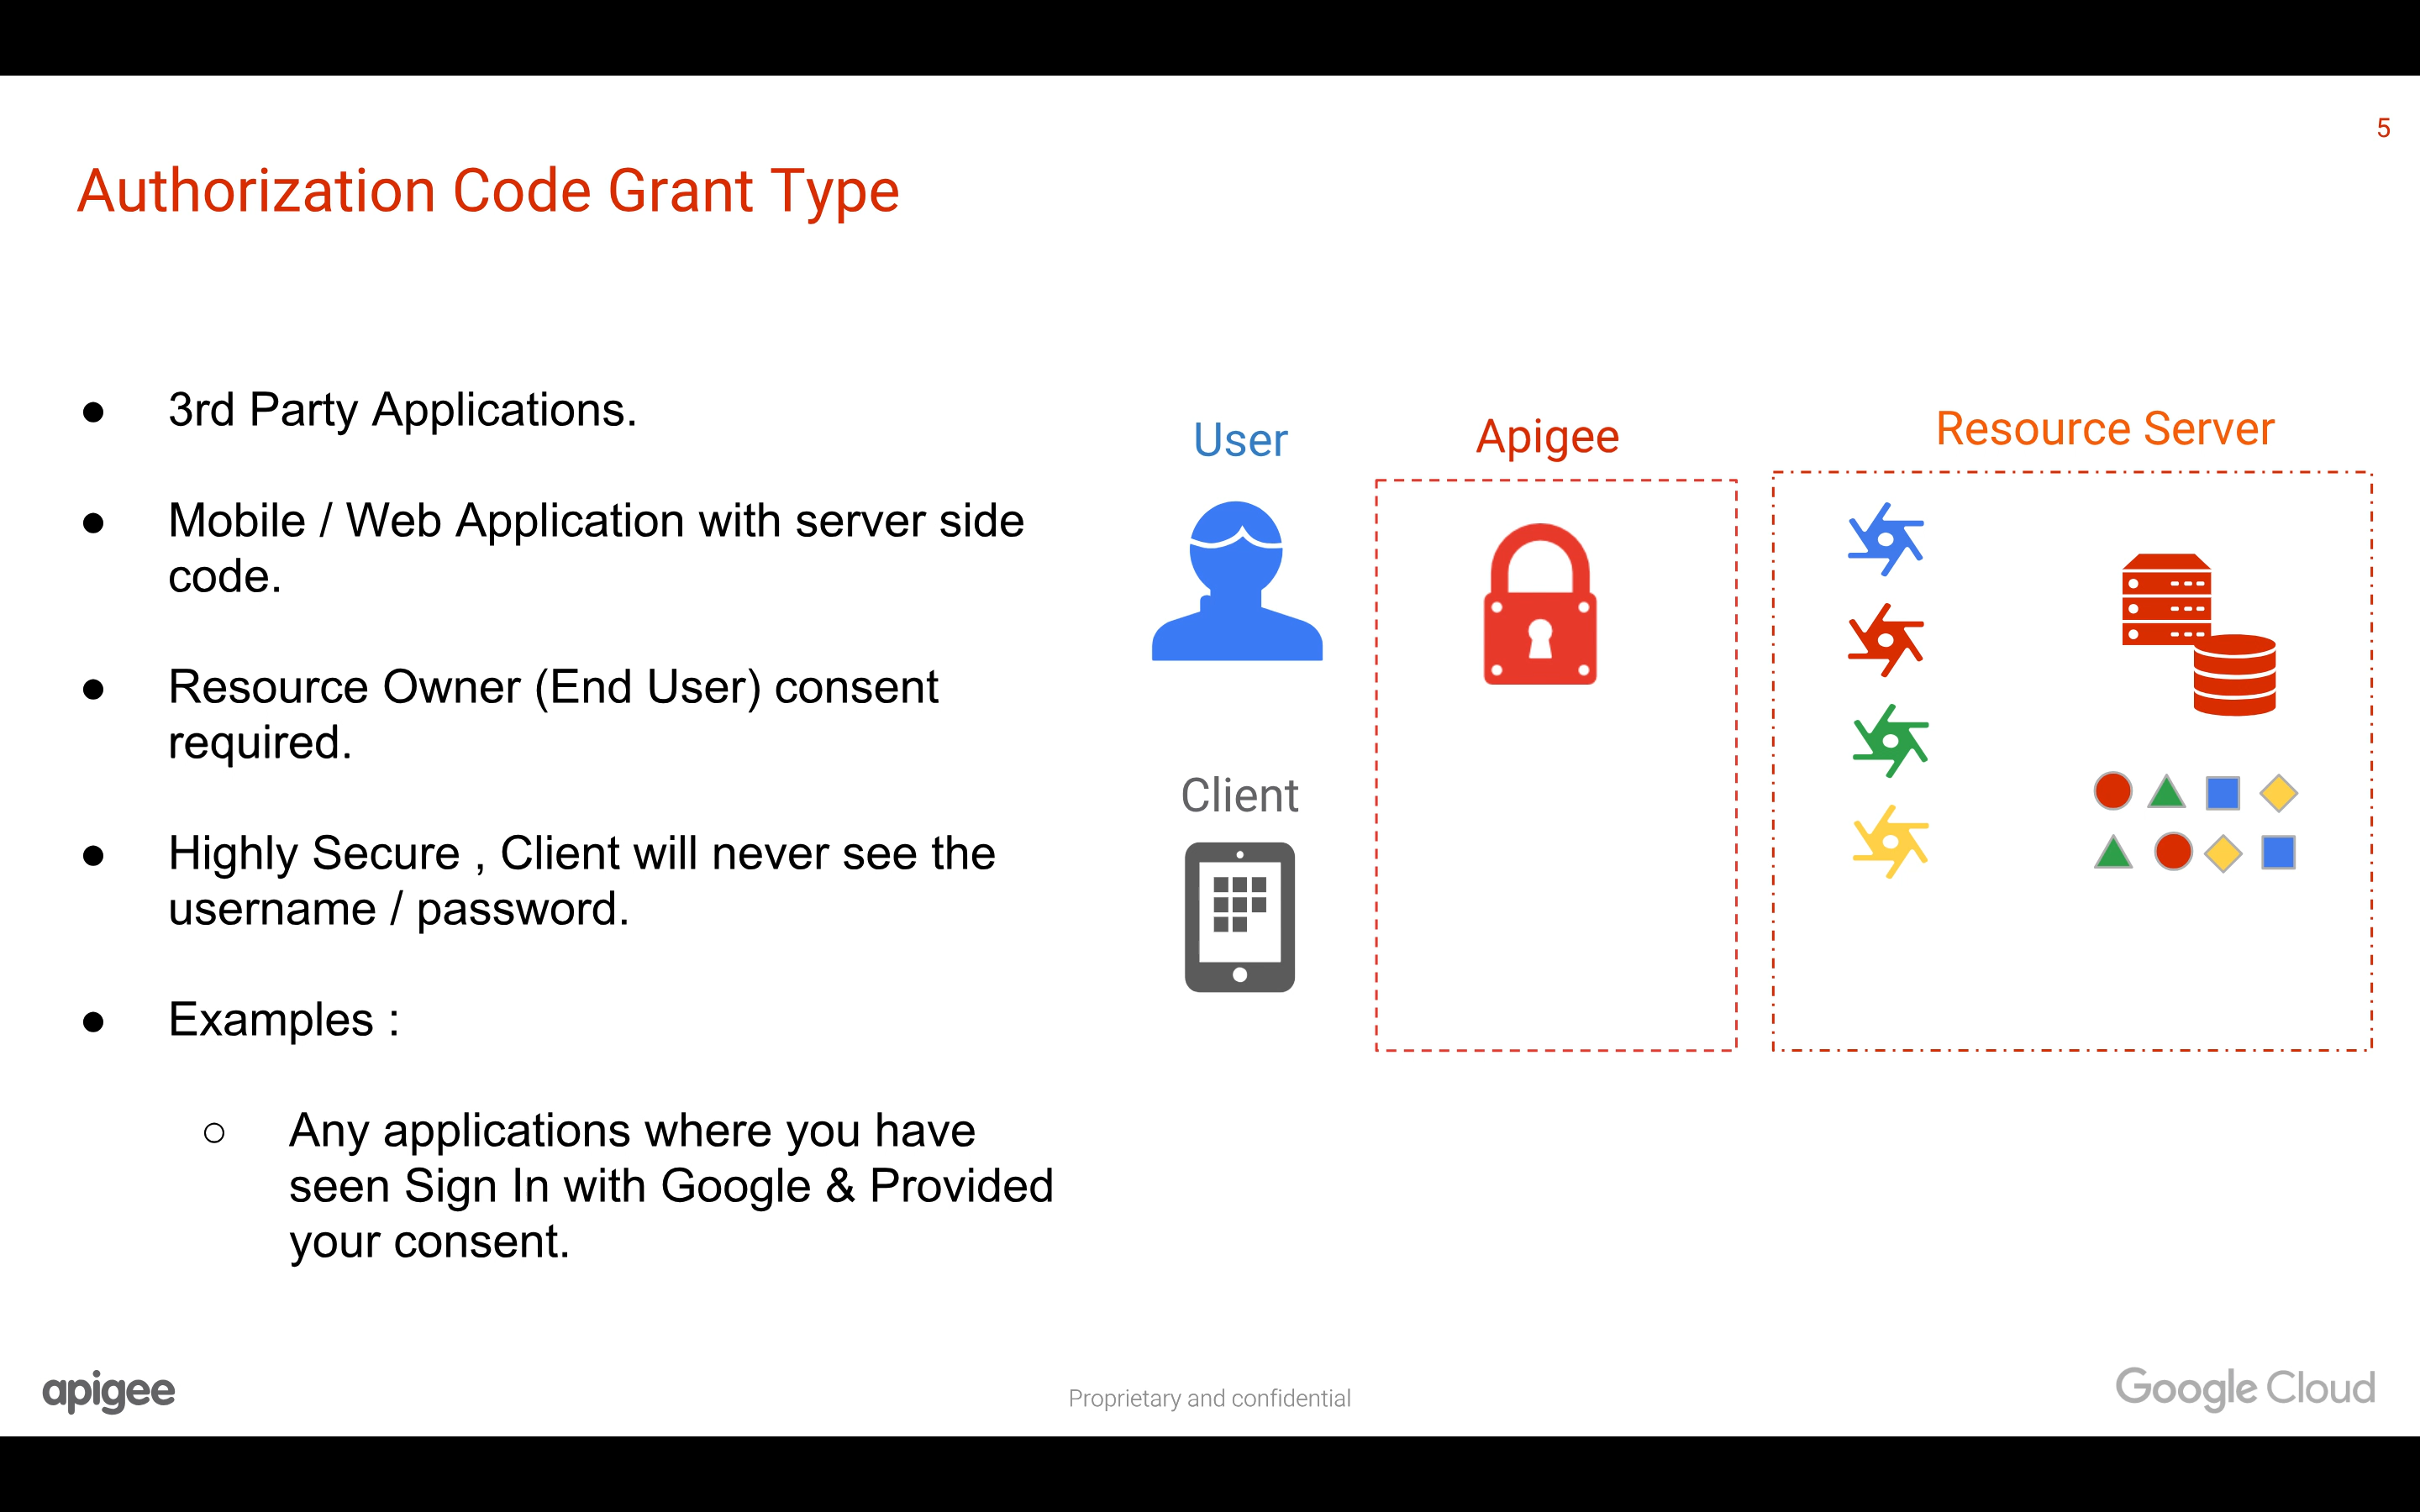 5
Authorization Code Grant Type
● 3rd Party Applications.
● Mobile / Web Application with server side
code.
● Resource Owner (End User) consent
required.
● Highly Secure , Client will never see the
username / password.
● Examples :
○ Any applications where you have
seen Sign In with Google & Provided
your consent.
User
Apigee
Resource Server
Client
apigee
Proprietary and confidential
Google Cloud